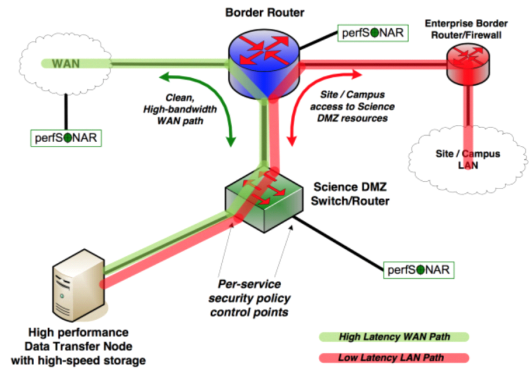 Border Router
perfSONAR
Enterprise Border
Router/Firewall
WAN
Clean,
High-bandwidth
WAN path
Site / Campus
access to Science
DMZ resources
perfSONAR
Site / Campus
LAN
Science DMZ
Switch/Router
perfSONAR
Per-service
security policy
control points
High performance
Data Transfer Node
with high-speed storage
High Latency WAN Path
Low Latency LAN Path